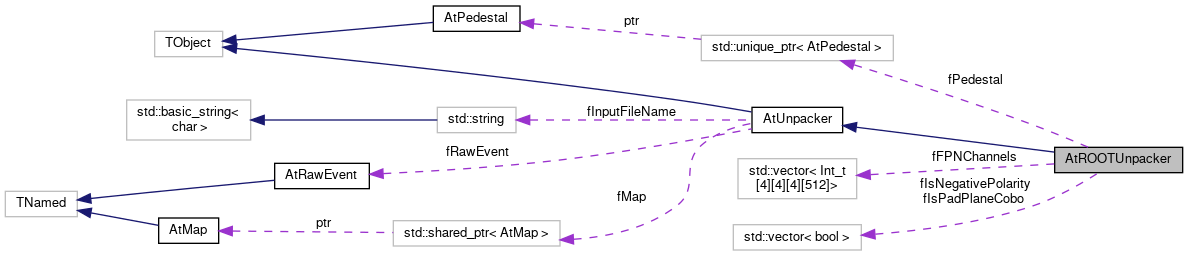 AtPedestal
ptr
TObject
std::unique_ptr< AtPedestal >
fPedestal
std::basic_string<
char >
std::string
fInputFileName
AtUnpacker
AtROOTUnpacker
fRawEvent
fFPNChannels
AtRawEvent
std::vector< Int_t
[4][4][4][512]>
fIsNegativePolarity
fIsPadPlaneCobo
TNamed
fMap
AtMap
ptr
std::shared_ptr< AtMap >
std::vector< bool >